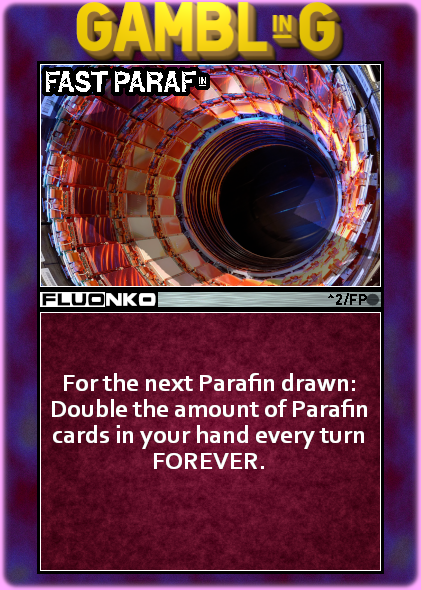 GAMBLinG
FAST PARAFIN
FLUONKO
^2/FP
For the next Parafin drawn:
Double the amount of Parafin
cards in your hand every turn
FOREVER.